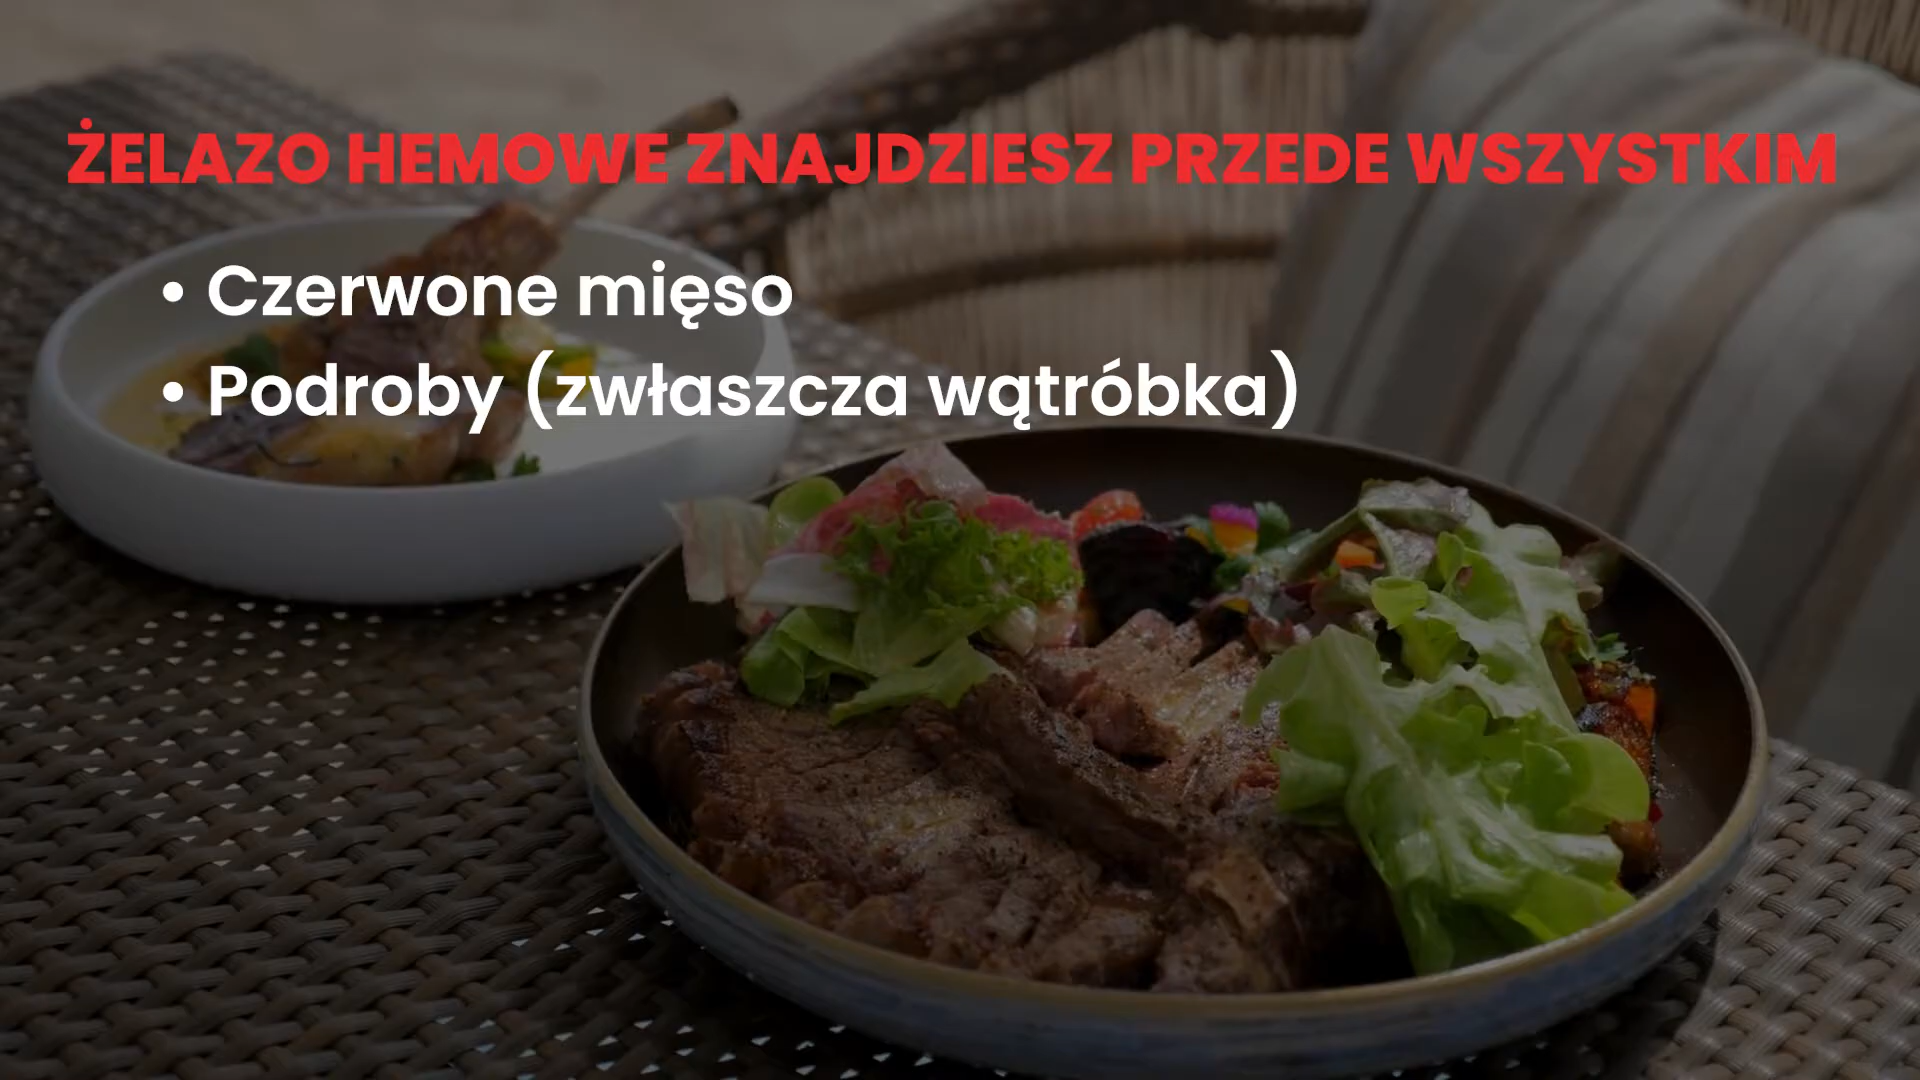 ŻELAZO HEMOWE ZNAJDZIESZ PRZEDE WSZYSTKIM
• Czerwone mięso
• Podroby (zwłaszcza wątróbka)